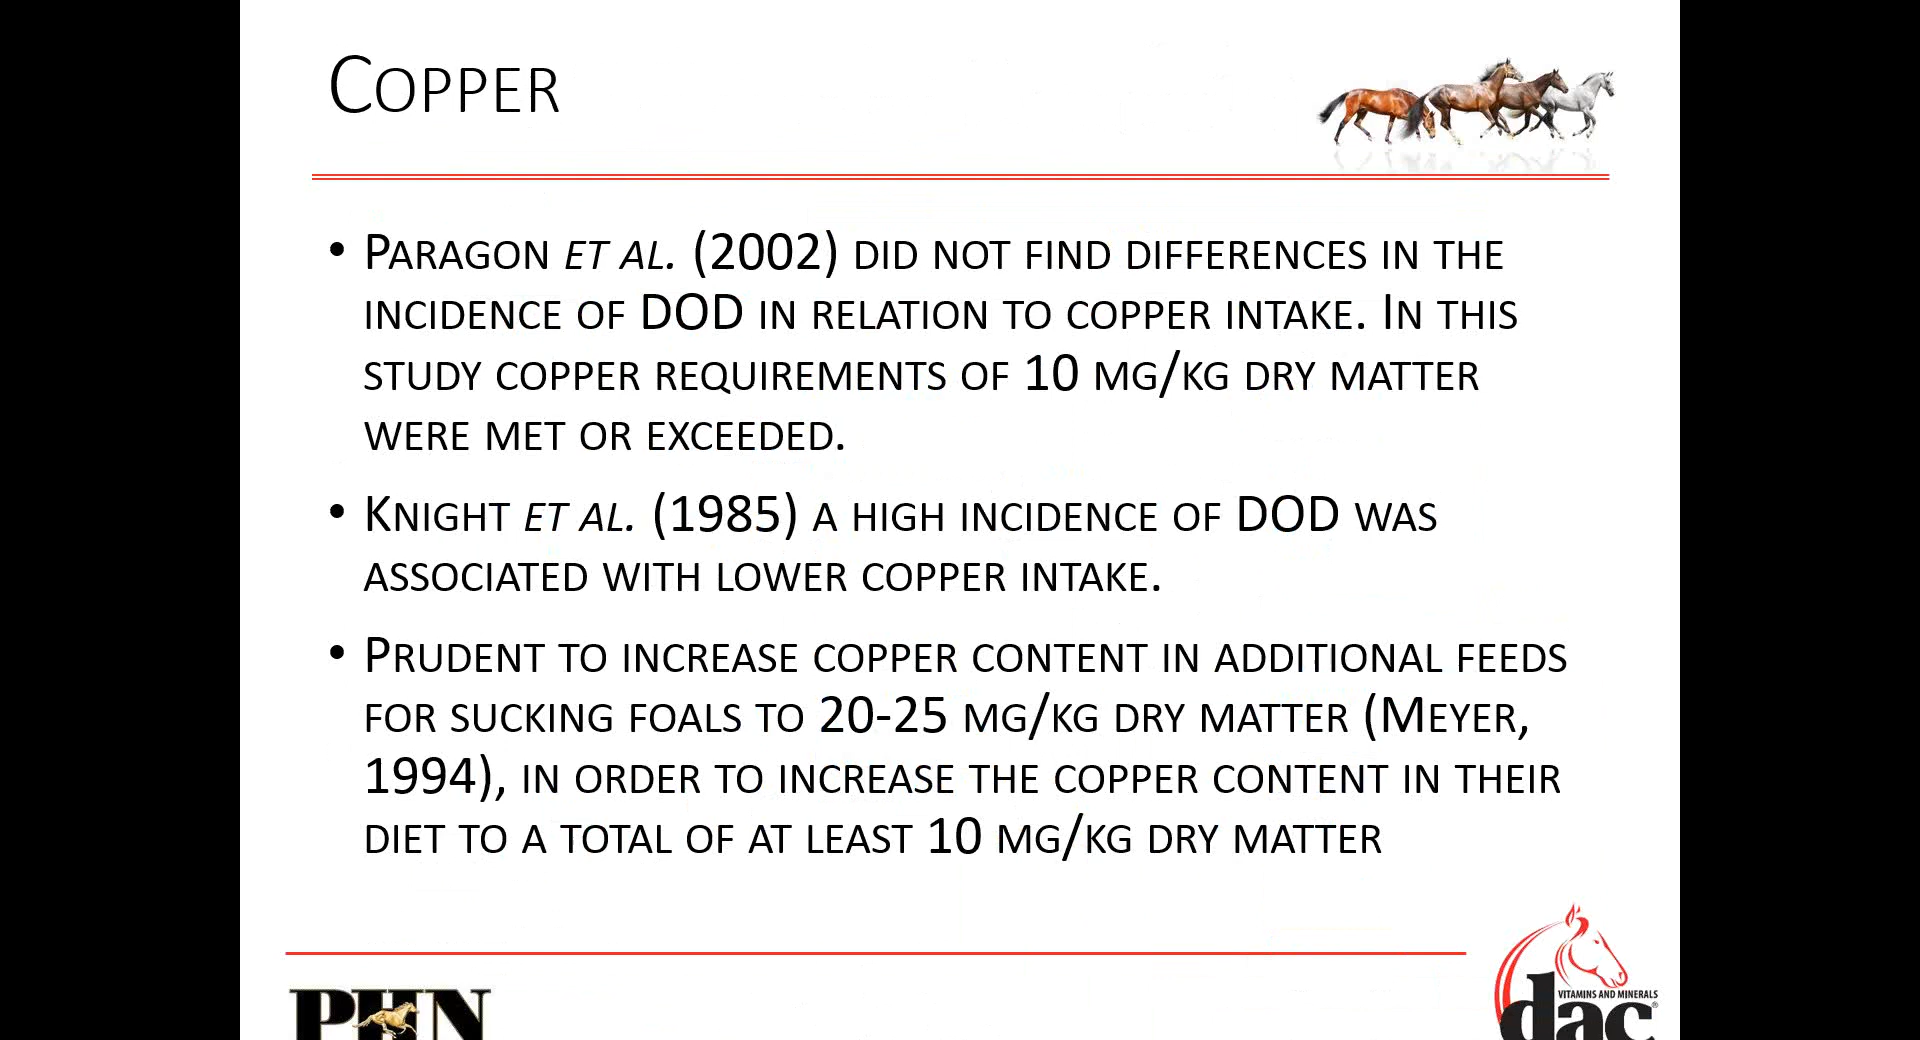 COPPER
• PARAGON ET AL. (2002) DID NOT FIND DIFFERENCES IN THE
INCIDENCE OF DOD IN RELATION TO COPPER INTAKE. IN THIS
STUDY COPPER REQUIREMENTS OF 10 MG/KG DRY MATTER
WERE MET OR EXCEEDED.
• KNIGHT ET AL. (1985) A HIGH INCIDENCE OF DOD WAS
ASSOCIATED WITH LOWER COPPER INTAKE.
• PRUDENT TO INCREASE COPPER CONTENT IN ADDITIONAL FEEDS
FOR SUCKING FOALS TO 20-25 MG/KG DRY MATTER (MEYER,
1994), IN ORDER TO INCREASE THE COPPER CONTENT IN THEIR
DIET TO A TOTAL OF AT LEAST 10 MG/KG DRY MATTER
PHN
VITAMINS AND MINERALS
dac®